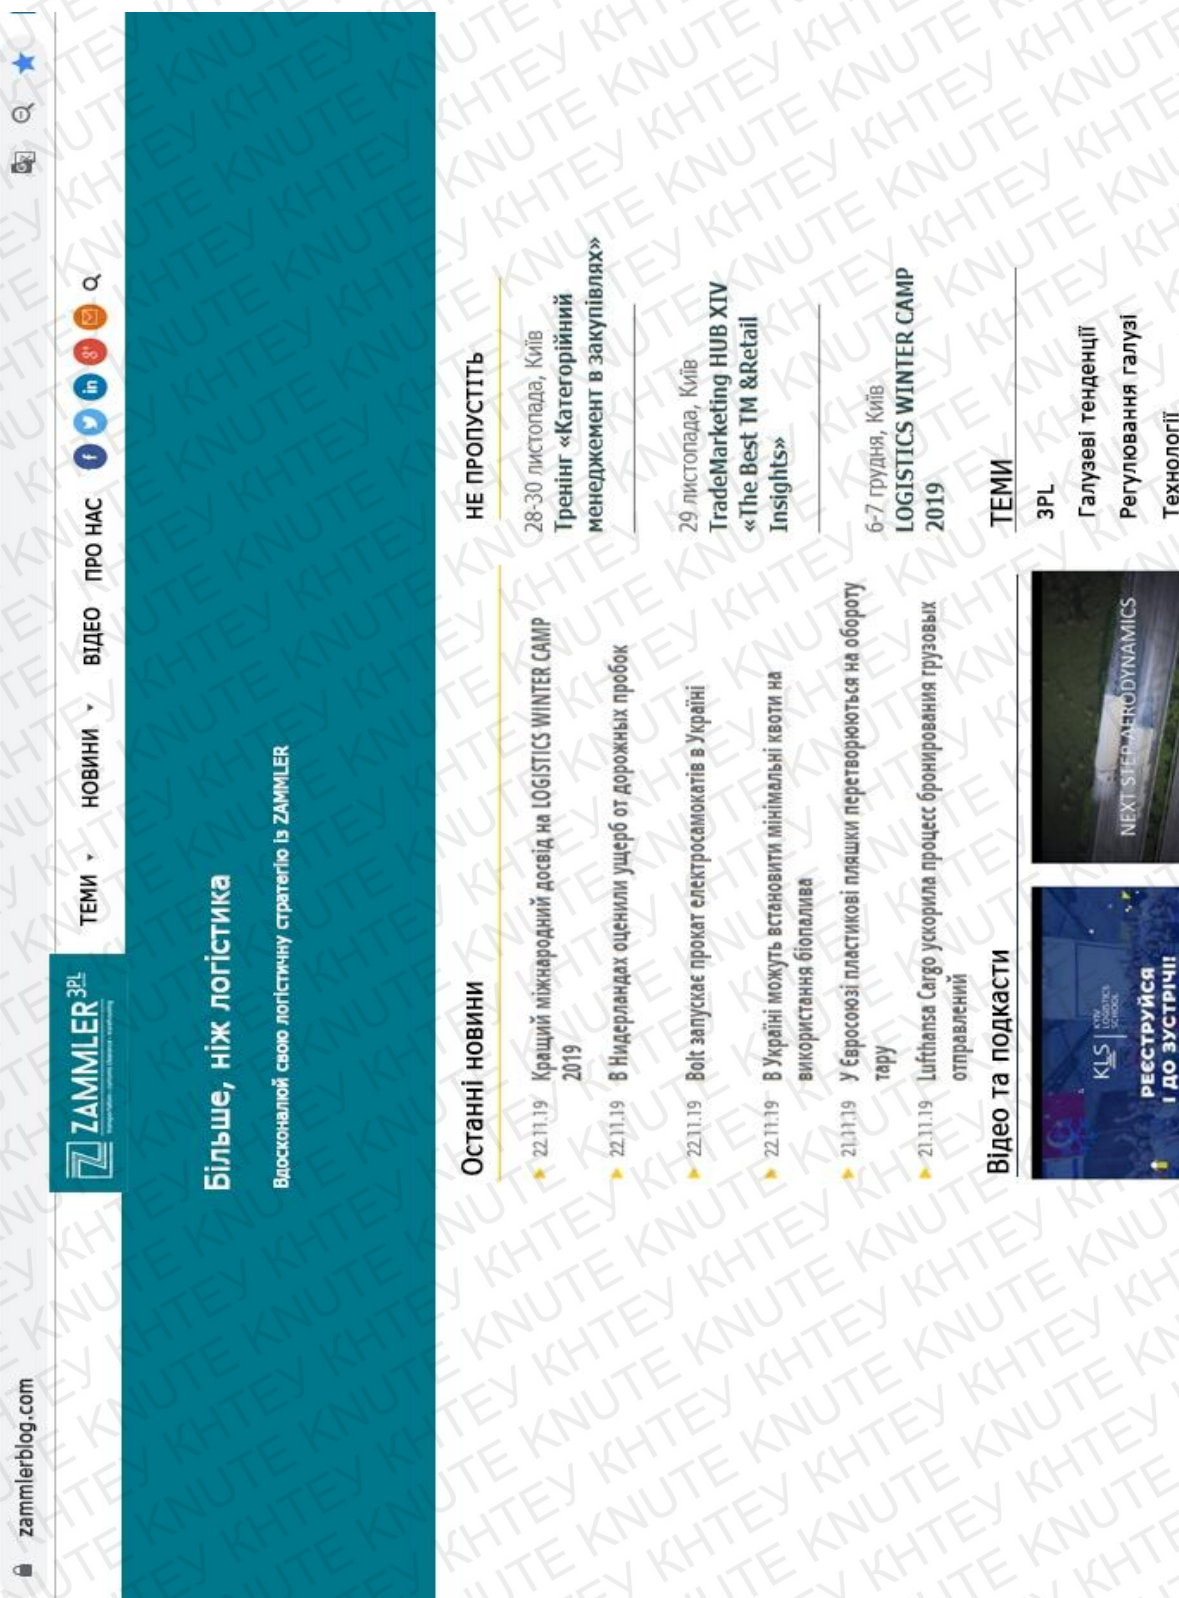 zammlerblog.com
ZAMMLER 3PL
ТЕМИ
НОВИНИ
ВІДЕО
ПРО НАС
Більше, ніж логістика
Вдосконалюй свою логістичну стратегію із ZAMMLER
Останні новини
22.11.19 Кращий міжнародний досвід на LOGISTICS WINTER CAMP
2019
22.11.19 В Нидерландах оценили ущерб от дорожных пробок
22.11.19 Bolt запускає прокат електросамокатів в Україні
22.11.19 В Україні можуть встановити мінімальні квоти на
використання біопалива
21.11.19 У Євросоюзі пластикові пляшки перетворюються на обороту
тару
21.11.19 Lufthansa Cargo ускорила процесс бронирования грузовых
отправлений
НЕ ПРОПУСТІТЬ
28-30 листопада, Київ
Тренінг «Категорійний
менеджемент в закупівлях»
29 листопада, Київ
TradeMarketing HUB XIV
«The Best TM &Retail
Insights»
6-7 грудня, Київ
LOGISTICS WINTER CAMP
2019
Відео та подкасти
KLS KYIV
LOGISTICS
SCHOOL
РЕЄСТРУЙСЯ
І ДО ЗУСТРІЧІ!
NEXT STEP AERODYNAMICS
ТЕМИ
3PL
Галузеві тенденції
Регулювання галузі
Технології